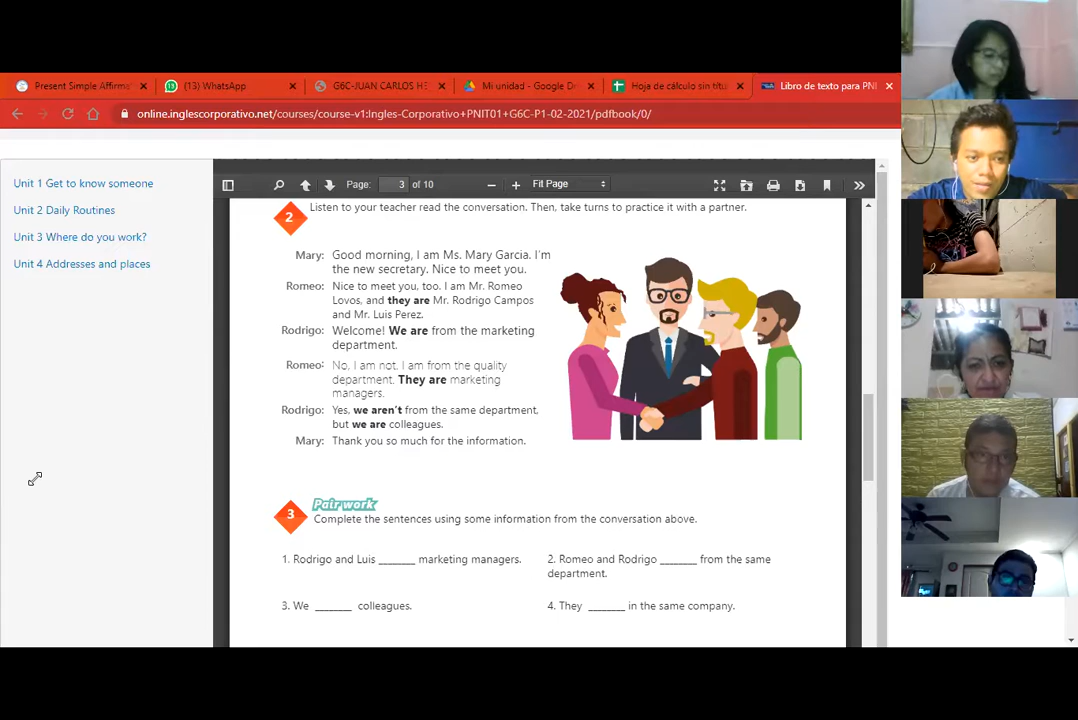 Present Simple Affirma
(13) WhatsApp
G6C-JUAN CARLOS HE
Mi unidad - Google Dr
Hoja de cálculo sin títu
Libro de texto para PNI
online.inglescorporativo.net/courses/course-v1:Ingles-Corporativo+PNIT01+G6C-P1-02-2021/pdfbook/0/
Unit 1 Get to know someone
Unit 2 Daily Routines
Unit 3 Where do you work?
Unit 4 Addresses and places
Page: 3 of 10
Fit Page
2 Listen to your teacher read the conversation. Then, take turns to practice it with a partner.
Mary: Good morning, I am Ms. Mary Garcia. I'm
the new secretary. Nice to meet you.
Romeo: Nice to meet you, too. I am Mr. Romeo
Lovos, and they are Mr. Rodrigo Campos
and Mr. Luis Perez.
Rodrigo: Welcome! We are from the marketing
department.
Romeo: No, I am not. I am from the quality
department. They are marketing
managers.
Rodrigo: Yes, we aren't from the same department,
but we are colleagues.
Mary: Thank you so much for the information.
Pair work
3 Complete the sentences using some information from the conversation above.
1. Rodrigo and Luis _______ marketing managers.
2. Romeo and Rodrigo _______ from the same
department.
3. We _______ colleagues.
4. They _______ in the same company.